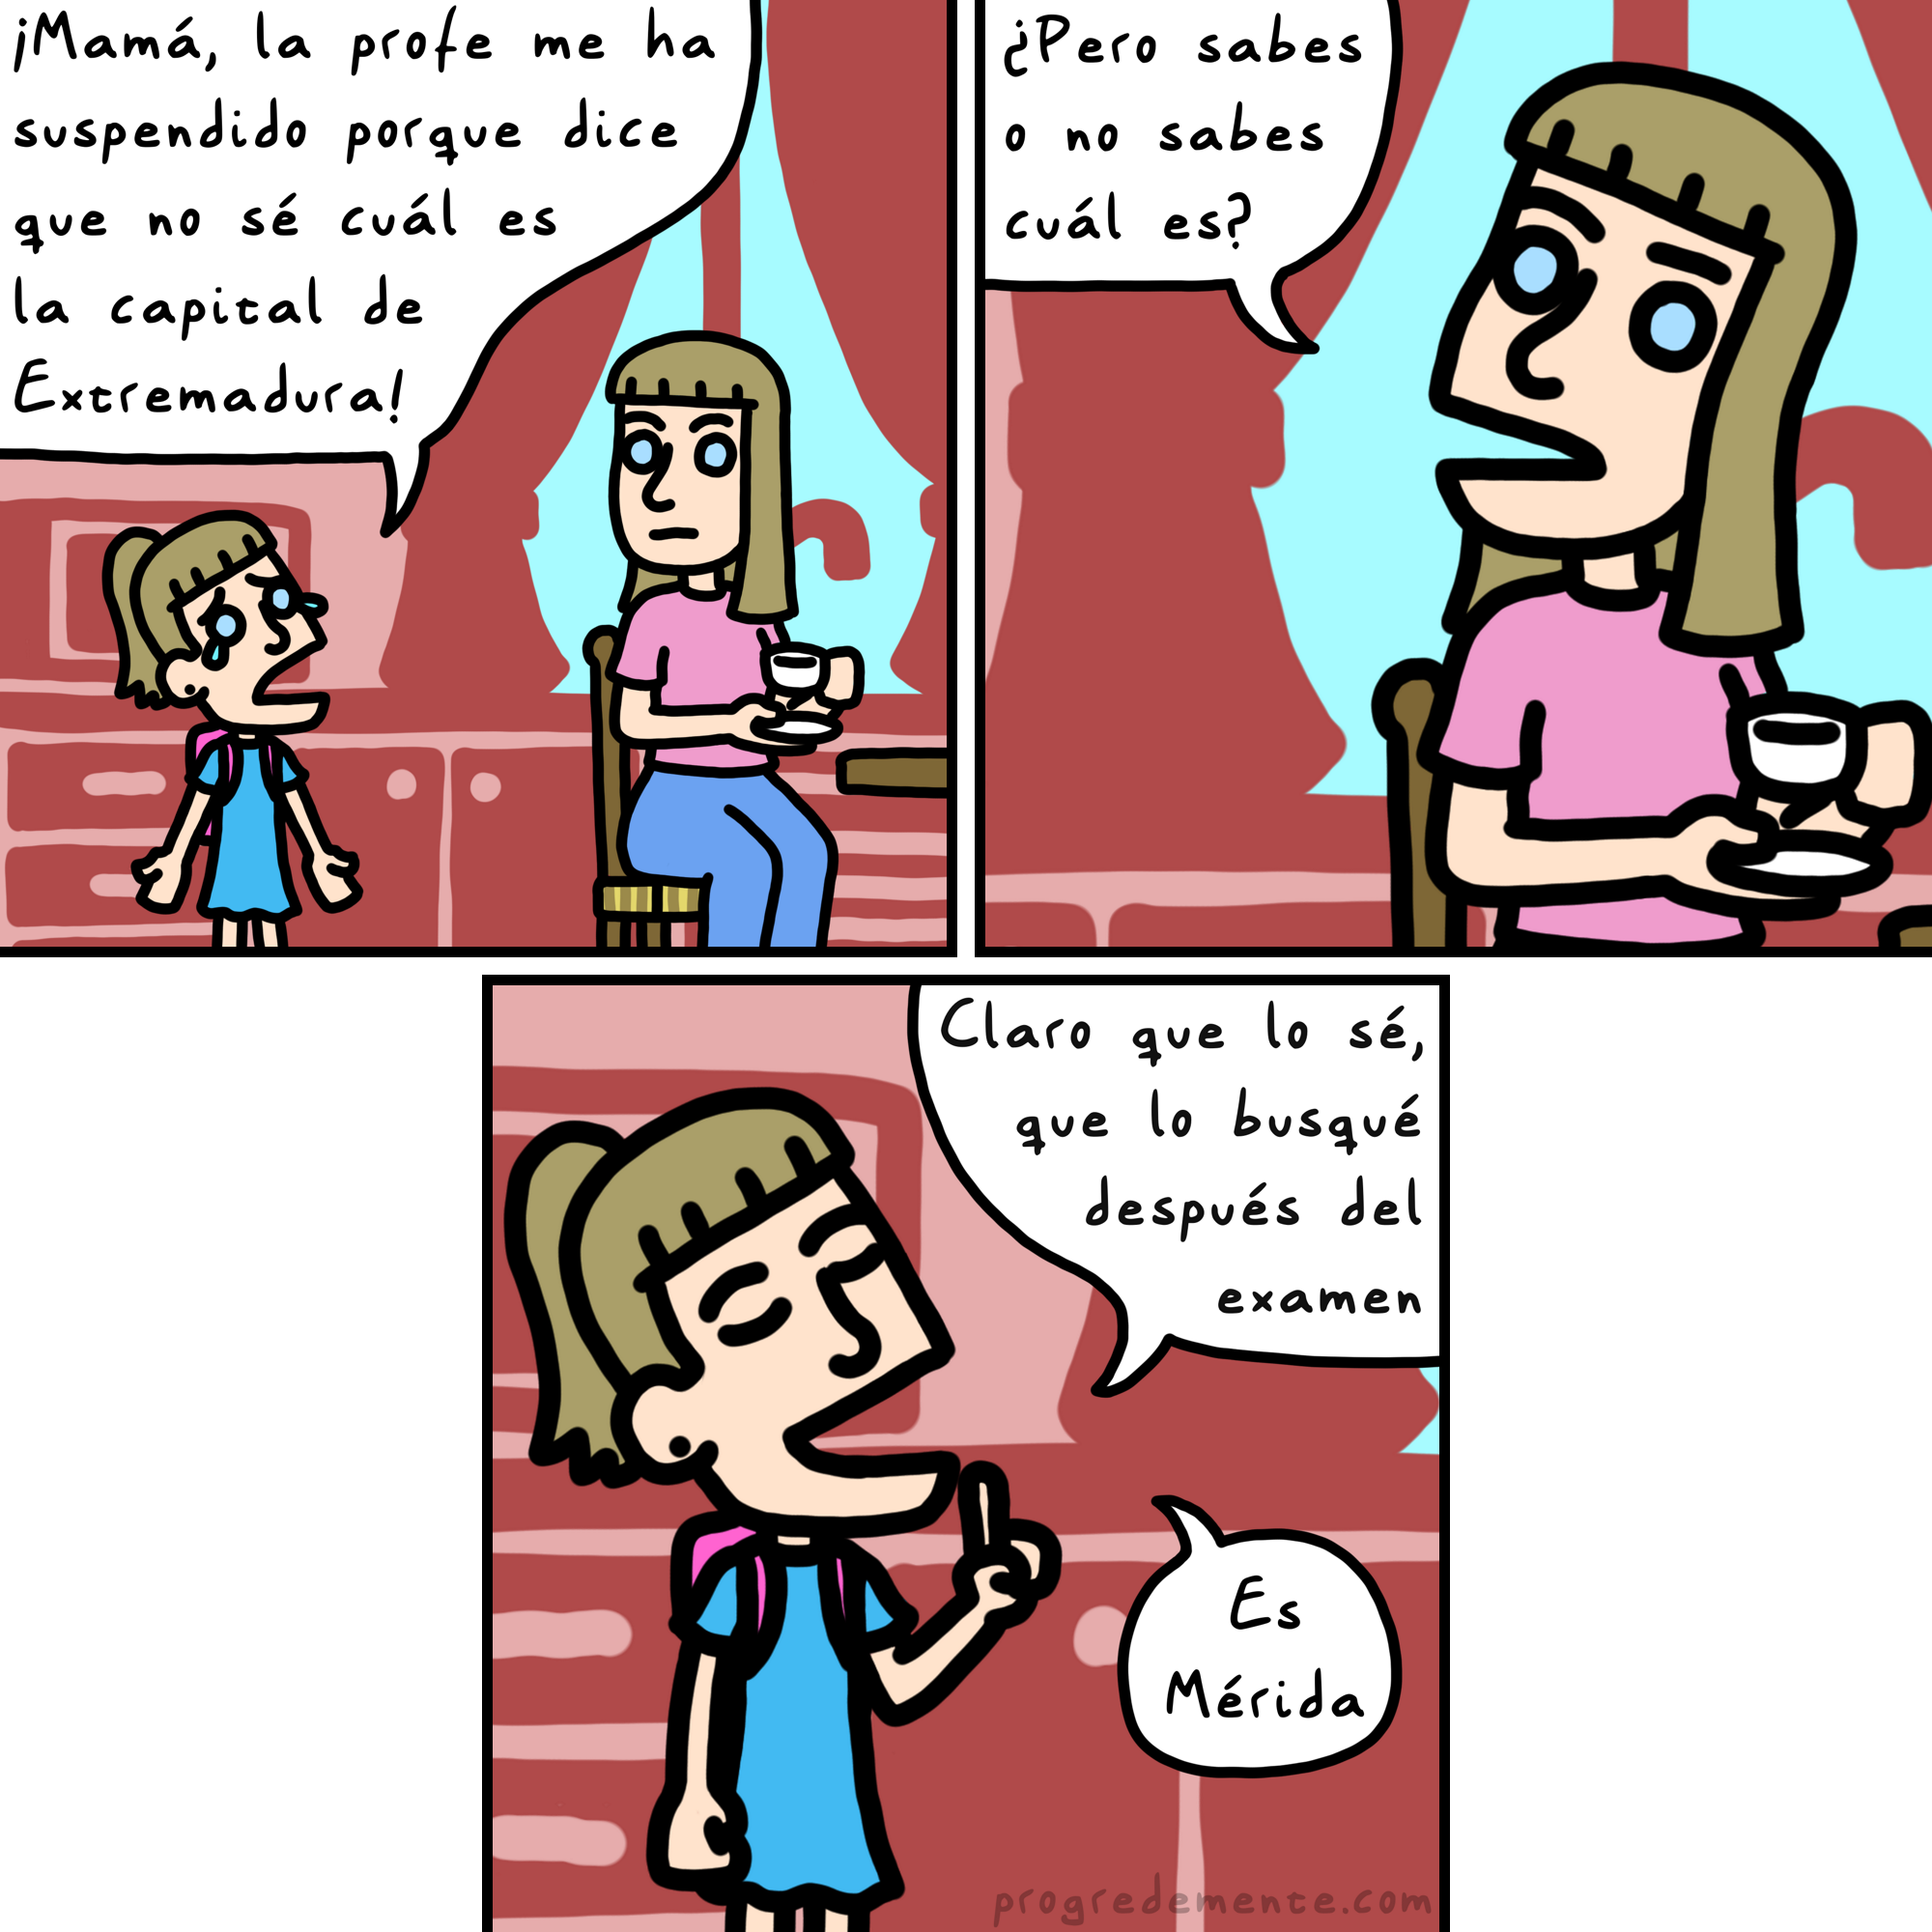 ¡Mamá, la profe me ha
suspendido porque dice
que no sé cuál es
la capital de
Extremadura!
¿Pero sabes
o no sabes
cuál es?
Claro que lo sé,
que lo busqué
después del
examen
Es
Mérida
progredemente.com